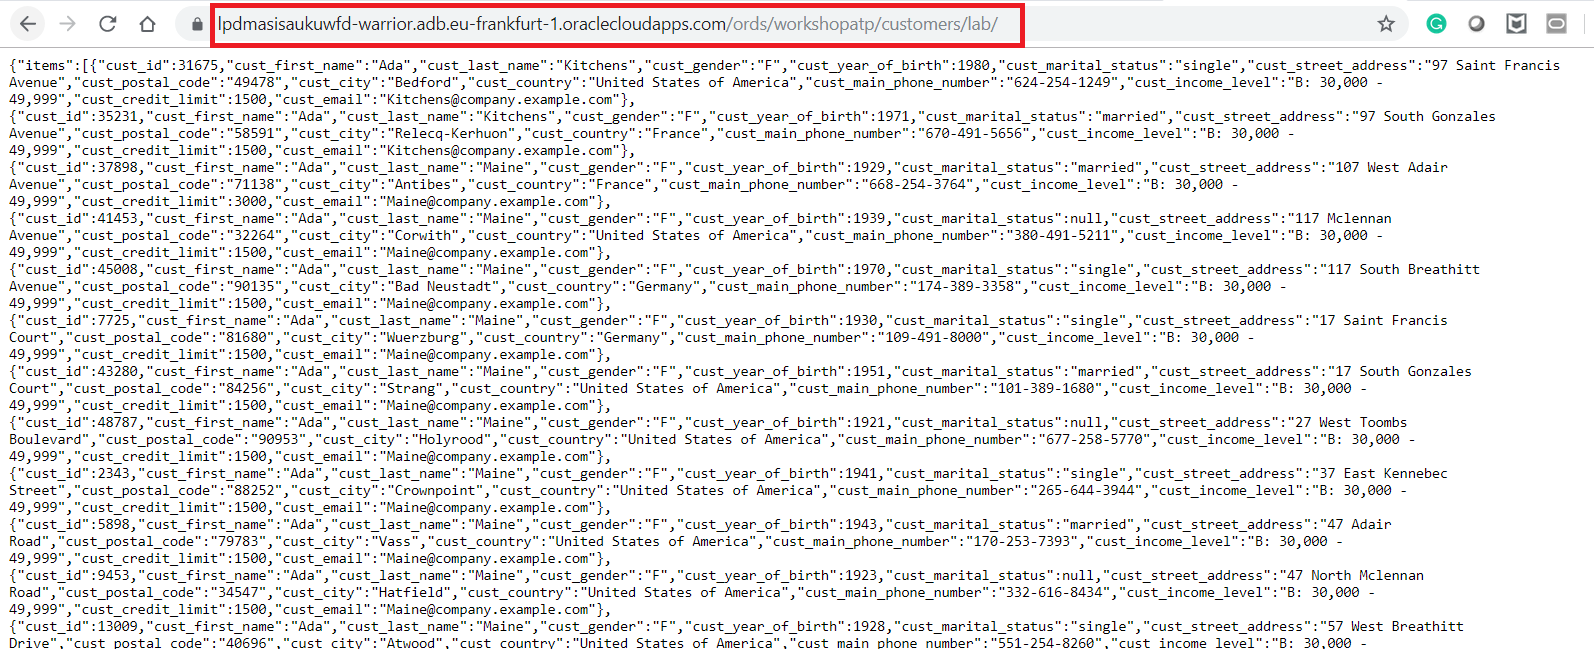 lpdmasisaukuwfd-warrior.adb.eu-frankfurt-1.oraclecloudapps.com/ords/workshopatp/customers/lab/
{"items":[{"cust_id":31675,"cust_first_name":"Ada","cust_last_name":"Kitchens","cust_gender":"F","cust_year_of_birth":1980,"cust_marital_status":"single","cust_street_address":"97 Saint Francis
Avenue","cust_postal_code":"49478","cust_city":"Bedford","cust_country":"United States of America","cust_main_phone_number":"624-254-1249","cust_income_level":"B: 30,000 -
49,999","cust_credit_limit":1500,"cust_email":"Kitchens@company.example.com"},
{"cust_id":35231,"cust_first_name":"Ada","cust_last_name":"Kitchens","cust_gender":"F","cust_year_of_birth":1971,"cust_marital_status":"married","cust_street_address":"97 South Gonzales
Avenue","cust_postal_code":"58591","cust_city":"Relecq-Kerhuon","cust_country":"France","cust_main_phone_number":"670-491-5656","cust_income_level":"B: 30,000 -
49,999","cust_credit_limit":1500,"cust_email":"Kitchens@company.example.com"},
{"cust_id":37898,"cust_first_name":"Ada","cust_last_name":"Maine","cust_gender":"F","cust_year_of_birth":1929,"cust_marital_status":"married","cust_street_address":"107 West Adair
Avenue","cust_postal_code":"71138","cust_city":"Antibes","cust_country":"France","cust_main_phone_number":"668-254-3764","cust_income_level":"B: 30,000 -
49,999","cust_credit_limit":3000,"cust_email":"Maine@company.example.com"},
{"cust_id":41453,"cust_first_name":"Ada","cust_last_name":"Maine","cust_gender":"F","cust_year_of_birth":1939,"cust_marital_status":null,"cust_street_address":"117 Mclennan
Avenue","cust_postal_code":"32264","cust_city":"Corwith","cust_country":"United States of America","cust_main_phone_number":"380-491-5211","cust_income_level":"B: 30,000 -
49,999","cust_credit_limit":1500,"cust_email":"Maine@company.example.com"},
{"cust_id":45008,"cust_first_name":"Ada","cust_last_name":"Maine","cust_gender":"F","cust_year_of_birth":1970,"cust_marital_status":"single","cust_street_address":"117 South Breathitt
Avenue","cust_postal_code":"90135","cust_city":"Bad Neustadt","cust_country":"Germany","cust_main_phone_number":"174-389-3358","cust_income_level":"B: 30,000 -
49,999","cust_credit_limit":1500,"cust_email":"Maine@company.example.com"},
{"cust_id":7725,"cust_first_name":"Ada","cust_last_name":"Maine","cust_gender":"F","cust_year_of_birth":1930,"cust_marital_status":"single","cust_street_address":"17 Saint Francis
Court","cust_postal_code":"81680","cust_city":"Wuerzburg","cust_country":"Germany","cust_main_phone_number":"109-491-8000","cust_income_level":"B: 30,000 -
49,999","cust_credit_limit":1500,"cust_email":"Maine@company.example.com"},
{"cust_id":43280,"cust_first_name":"Ada","cust_last_name":"Maine","cust_gender":"F","cust_year_of_birth":1951,"cust_marital_status":"married","cust_street_address":"17 South Gonzales
Court","cust_postal_code":"84256","cust_city":"Strang","cust_country":"United States of America","cust_main_phone_number":"101-389-1680","cust_income_level":"B: 30,000 -
49,999","cust_credit_limit":1500,"cust_email":"Maine@company.example.com"},
{"cust_id":48787,"cust_first_name":"Ada","cust_last_name":"Maine","cust_gender":"F","cust_year_of_birth":1921,"cust_marital_status":null,"cust_street_address":"27 West Toombs
Boulevard","cust_postal_code":"90953","cust_city":"Holyrood","cust_country":"United States of America","cust_main_phone_number":"677-258-5770","cust_income_level":"B: 30,000 -
49,999","cust_credit_limit":1500,"cust_email":"Maine@company.example.com"},
{"cust_id":2343,"cust_first_name":"Ada","cust_last_name":"Maine","cust_gender":"F","cust_year_of_birth":1941,"cust_marital_status":"single","cust_street_address":"37 East Kennebec
Street","cust_postal_code":"88252","cust_city":"Crownpoint","cust_country":"United States of America","cust_main_phone_number":"265-644-3944","cust_income_level":"B: 30,000 -
49,999","cust_credit_limit":1500,"cust_email":"Maine@company.example.com"},
{"cust_id":5898,"cust_first_name":"Ada","cust_last_name":"Maine","cust_gender":"F","cust_year_of_birth":1943,"cust_marital_status":"married","cust_street_address":"47 Adair
Road","cust_postal_code":"79783","cust_city":"Vass","cust_country":"United States of America","cust_main_phone_number":"170-253-7393","cust_income_level":"B: 30,000 -
49,999","cust_credit_limit":1500,"cust_email":"Maine@company.example.com"},
{"cust_id":9453,"cust_first_name":"Ada","cust_last_name":"Maine","cust_gender":"F","cust_year_of_birth":1923,"cust_marital_status":null,"cust_street_address":"47 North Mclennan
Road","cust_postal_code":"34547","cust_city":"Hatfield","cust_country":"United States of America","cust_main_phone_number":"332-616-8434","cust_income_level":"B: 30,000 -
49,999","cust_credit_limit":1500,"cust_email":"Maine@company.example.com"},
{"cust_id":13009,"cust_first_name":"Ada","cust_last_name":"Maine","cust_gender":"F","cust_year_of_birth":1928,"cust_marital_status":"single","cust_street_address":"57 West Breathitt
Drive","cust_postal_code":"40696","cust_city":"Atwood","cust_country":"United States of America","cust_main_phone_number":"551-254-8260","cust_income_level":"B: 30,000 -